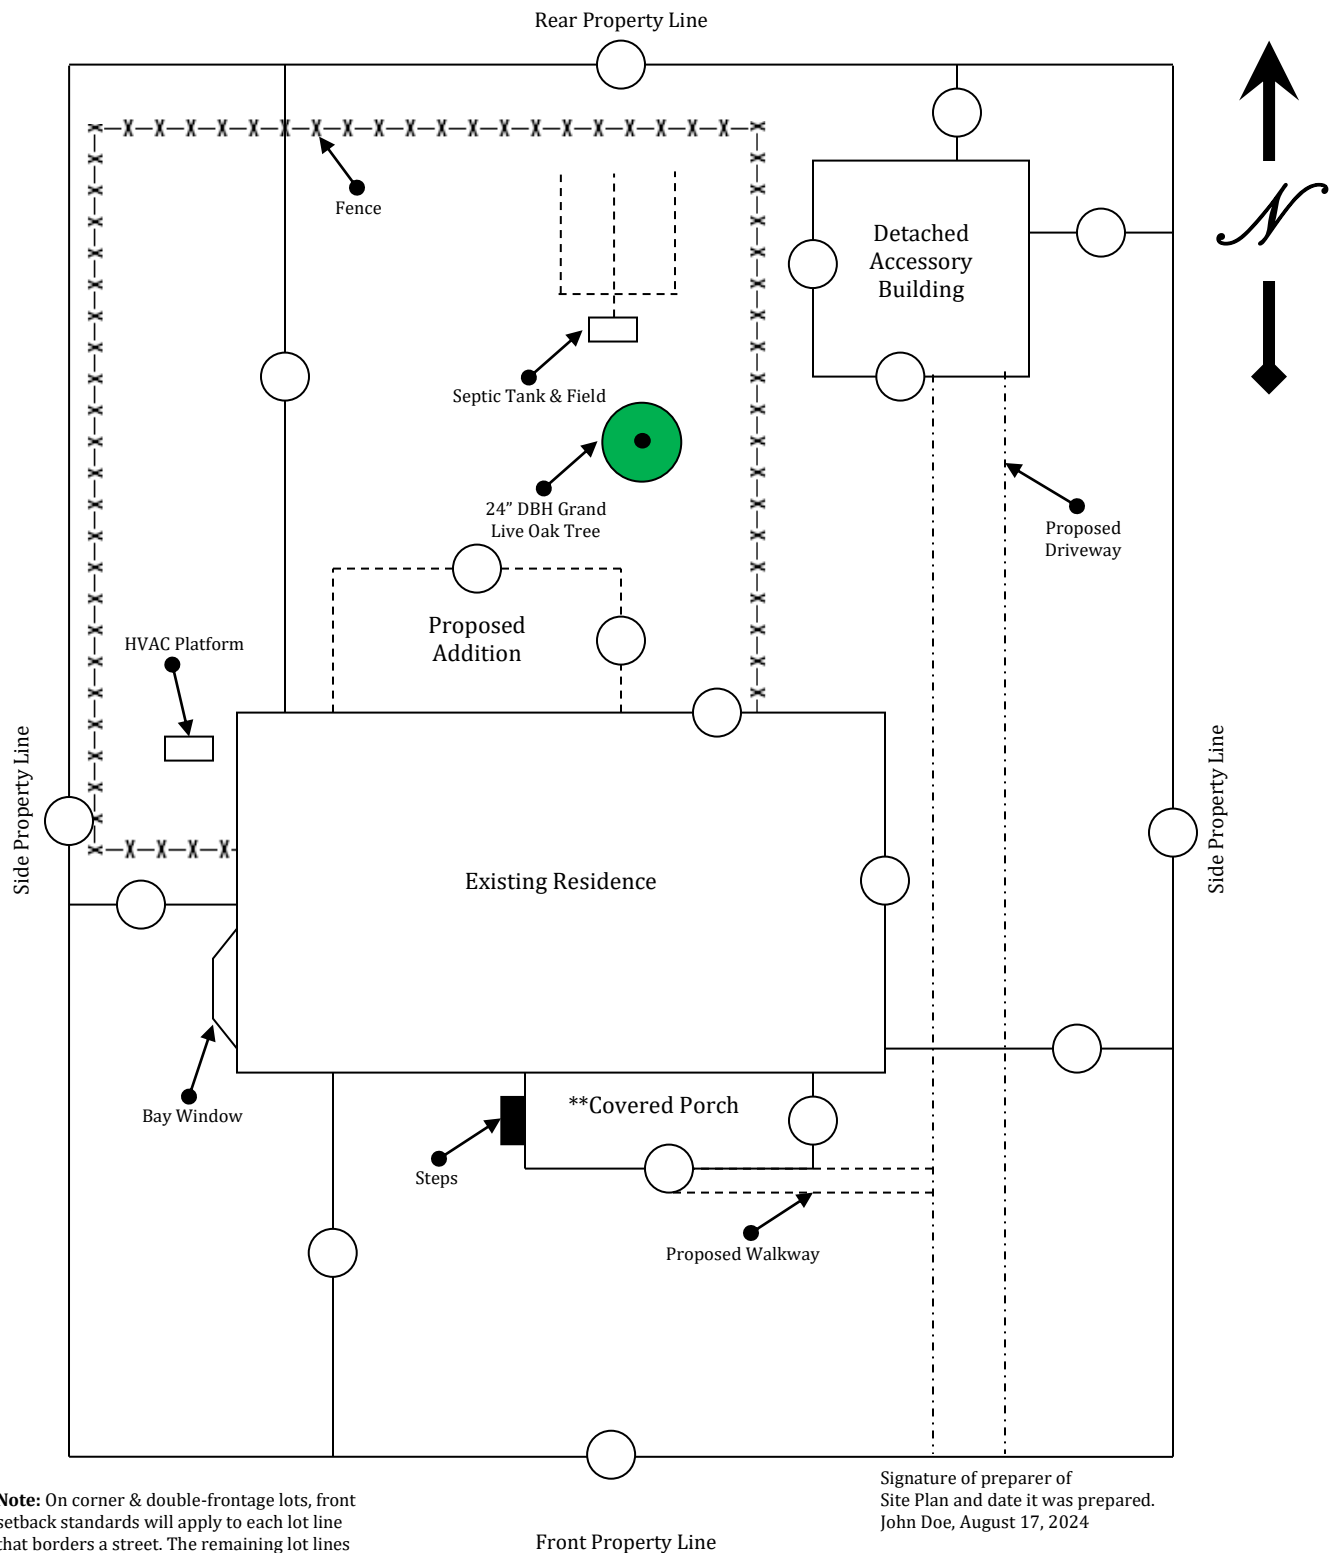 Rear Property Line
Fence
Detached
Accessory
Building
N
Septic Tank & Field
24” DBH Grand
Live Oak Tree
Proposed
Driveway
Proposed
Addition
HVAC Platform
Side Property Line
Side Property Line
Existing Residence
Bay Window
**Covered Porch
Steps
Proposed Walkway
Signature of preparer of
Site Plan and date it was prepared.
John Doe, August 17, 2024
Note: On corner & double-frontage lots, front
setback standards will apply to each lot line
that borders a street. The remaining lot lines
Front Property Line